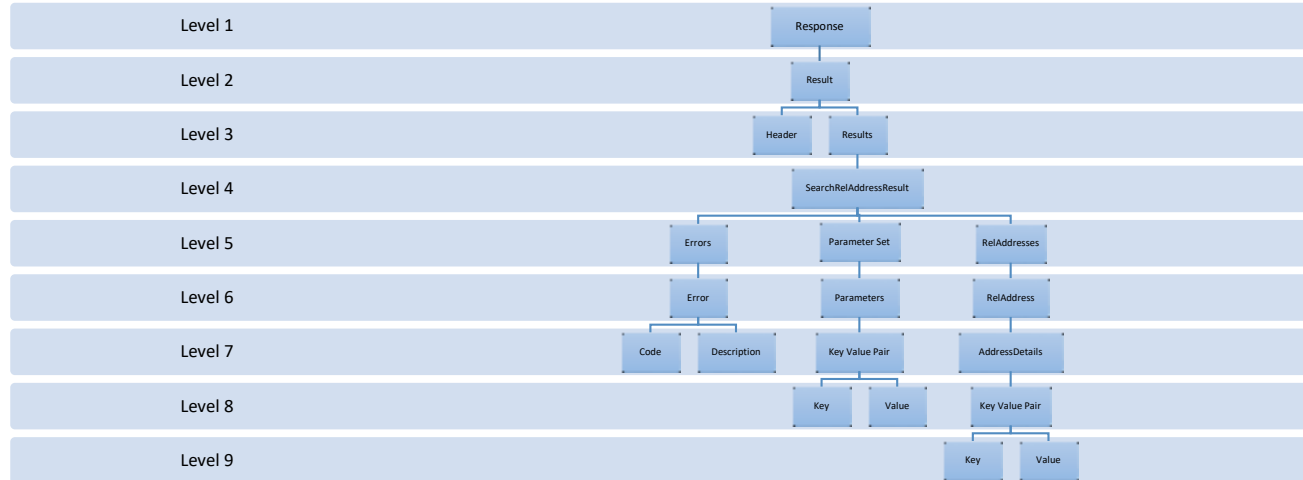 Level 1
Response
Level 2
Result
Level 3
Header
Results
Level 4
SearchRelAddressResult
Level 5
Errors
Parameter Set
RelAddresses
Level 6
Error
Parameters
RelAddress
Level 7
Code
Description
Key Value Pair
AddressDetails
Level 8
Key
Value
Key Value Pair
Level 9
Key
Value